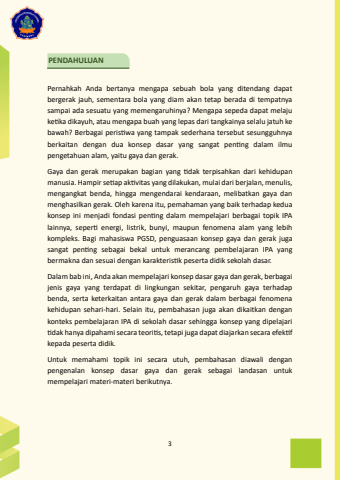 PENDAHULUAN
Pernahkah Anda bertanya mengapa sebuah bola yang ditendang dapat
bergerak jauh, sementara bola yang diam akan tetap berada di tempatnya
sampai ada sesuatu yang memengaruhinya? Mengapa sepeda dapat melaju
ketika dikayuh, atau mengapa buah yang lepas dari tangkainya selalu jatuh ke
bawah? Berbagai peristiwa yang tampak sederhana tersebut sesungguhnya
berkaitan dengan dua konsep dasar yang sangat penting dalam ilmu
pengetahuan alam, yaitu gaya dan gerak.
Gaya dan gerak merupakan bagian yang tidak terpisahkan dari kehidupan
manusia. Hampir setiap aktivitas yang dilakukan, mulai dari berjalan, menulis,
mengangkat benda, hingga mengendarai kendaraan, melibatkan gaya dan
menghasilkan gerak. Oleh karena itu, pemahaman yang baik terhadap kedua
konsep ini menjadi fondasi penting dalam mempelajari berbagai topik IPA
lainnya, seperti energi, listrik, bunyi, maupun fenomena alam yang lebih
kompleks. Bagi mahasiswa PGSD, penguasaan konsep gaya dan gerak juga
sangat penting sebagai bekal untuk merancang pembelajaran IPA yang
bermakna dan sesuai dengan karakteristik peserta didik sekolah dasar.
Dalam bab ini, Anda akan mempelajari konsep dasar gaya dan gerak, berbagai
jenis gaya yang terdapat di lingkungan sekitar, pengaruh gaya terhadap
benda, serta keterkaitan antara gaya dan gerak dalam berbagai fenomena
kehidupan sehari-hari. Selain itu, pembahasan juga akan dikaitkan dengan
konteks pembelajaran IPA di sekolah dasar sehingga konsep yang dipelajari
tidak hanya dipahami secara teoritis, tetapi juga dapat diajarkan secara efektif
kepada peserta didik.
Untuk memahami topik ini secara utuh, pembahasan diawali dengan
pengenalan konsep dasar gaya dan gerak sebagai landasan untuk
mempelajari materi-materi berikutnya.
3